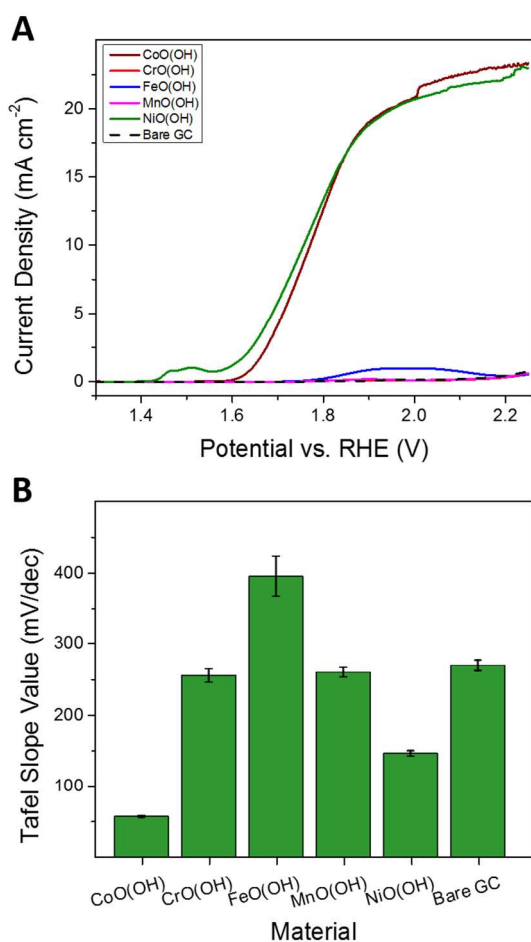 A
CoO(OH)
CrO(OH)
FeO(OH)
MnO(OH)
NiO(OH)
Bare GC
Current Density (mA cm⁻²)
20
15
10
5
0
1.4 1.6 1.8 2.0 2.2
Potential vs. RHE (V)
B
Tafel Slope Value (mV/dec)
400
300
200
100
CoO(OH) CrO(OH) FeO(OH) MnO(OH) NiO(OH) Bare GC
Material